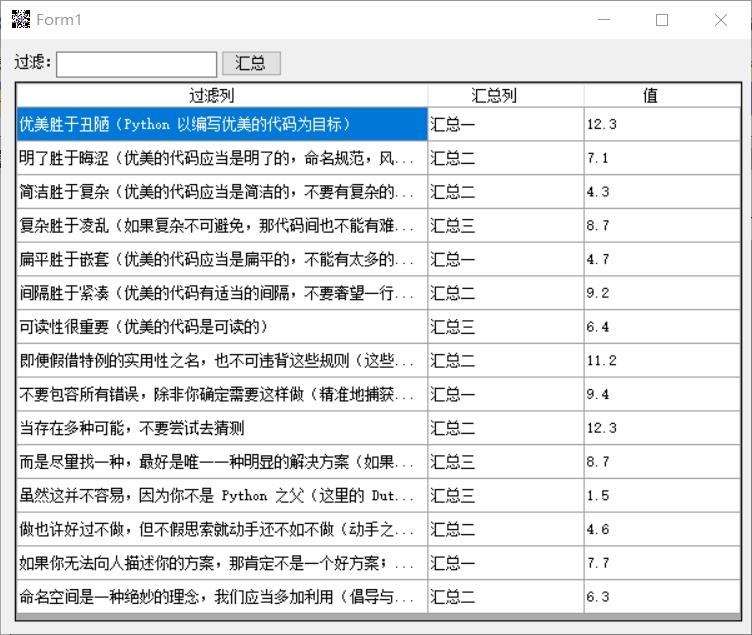 Form1
过滤: 汇总
过滤列 汇总列 值
优美胜于丑陋（Python 以编写优美的代码为目标） 汇总一 12.3
明了胜于晦涩（优美的代码应当是明了的，命名规范，风... 汇总二 7.1
简洁胜于复杂（优美的代码应当是简洁的，不要有复杂的... 汇总二 4.3
复杂胜于凌乱（如果复杂不可避免，那代码间也不能有难... 汇总三 8.7
扁平胜于嵌套（优美的代码应当是扁平的，不能有太多的... 汇总一 4.7
间隔胜于紧凑（优美的代码有适当的间隔，不要奢望一行... 汇总二 9.2
可读性很重要（优美的代码是可读的） 汇总三 6.4
即便假借特例的实用性之名，也不可违背这些规则（这些... 汇总二 11.2
不要包容所有错误，除非你确定需要这样做（精准地捕获... 汇总一 9.4
当存在多种可能，不要尝试去猜测 汇总二 12.3
而是尽量找一种，最好是唯一一种明显的解决方案（如果... 汇总三 8.7
虽然这并不容易，因为你不是 Python 之父（这里的 Dut... 汇总三 1.5
做也许好过不做，但不假思索就动手还不如不做（动手之... 汇总二 4.6
如果你无法向人描述你的方案，那肯定不是一个好方案；... 汇总一 7.7
命名空间是一种绝妙的理念，我们应当多加利用（倡导与... 汇总二 6.3